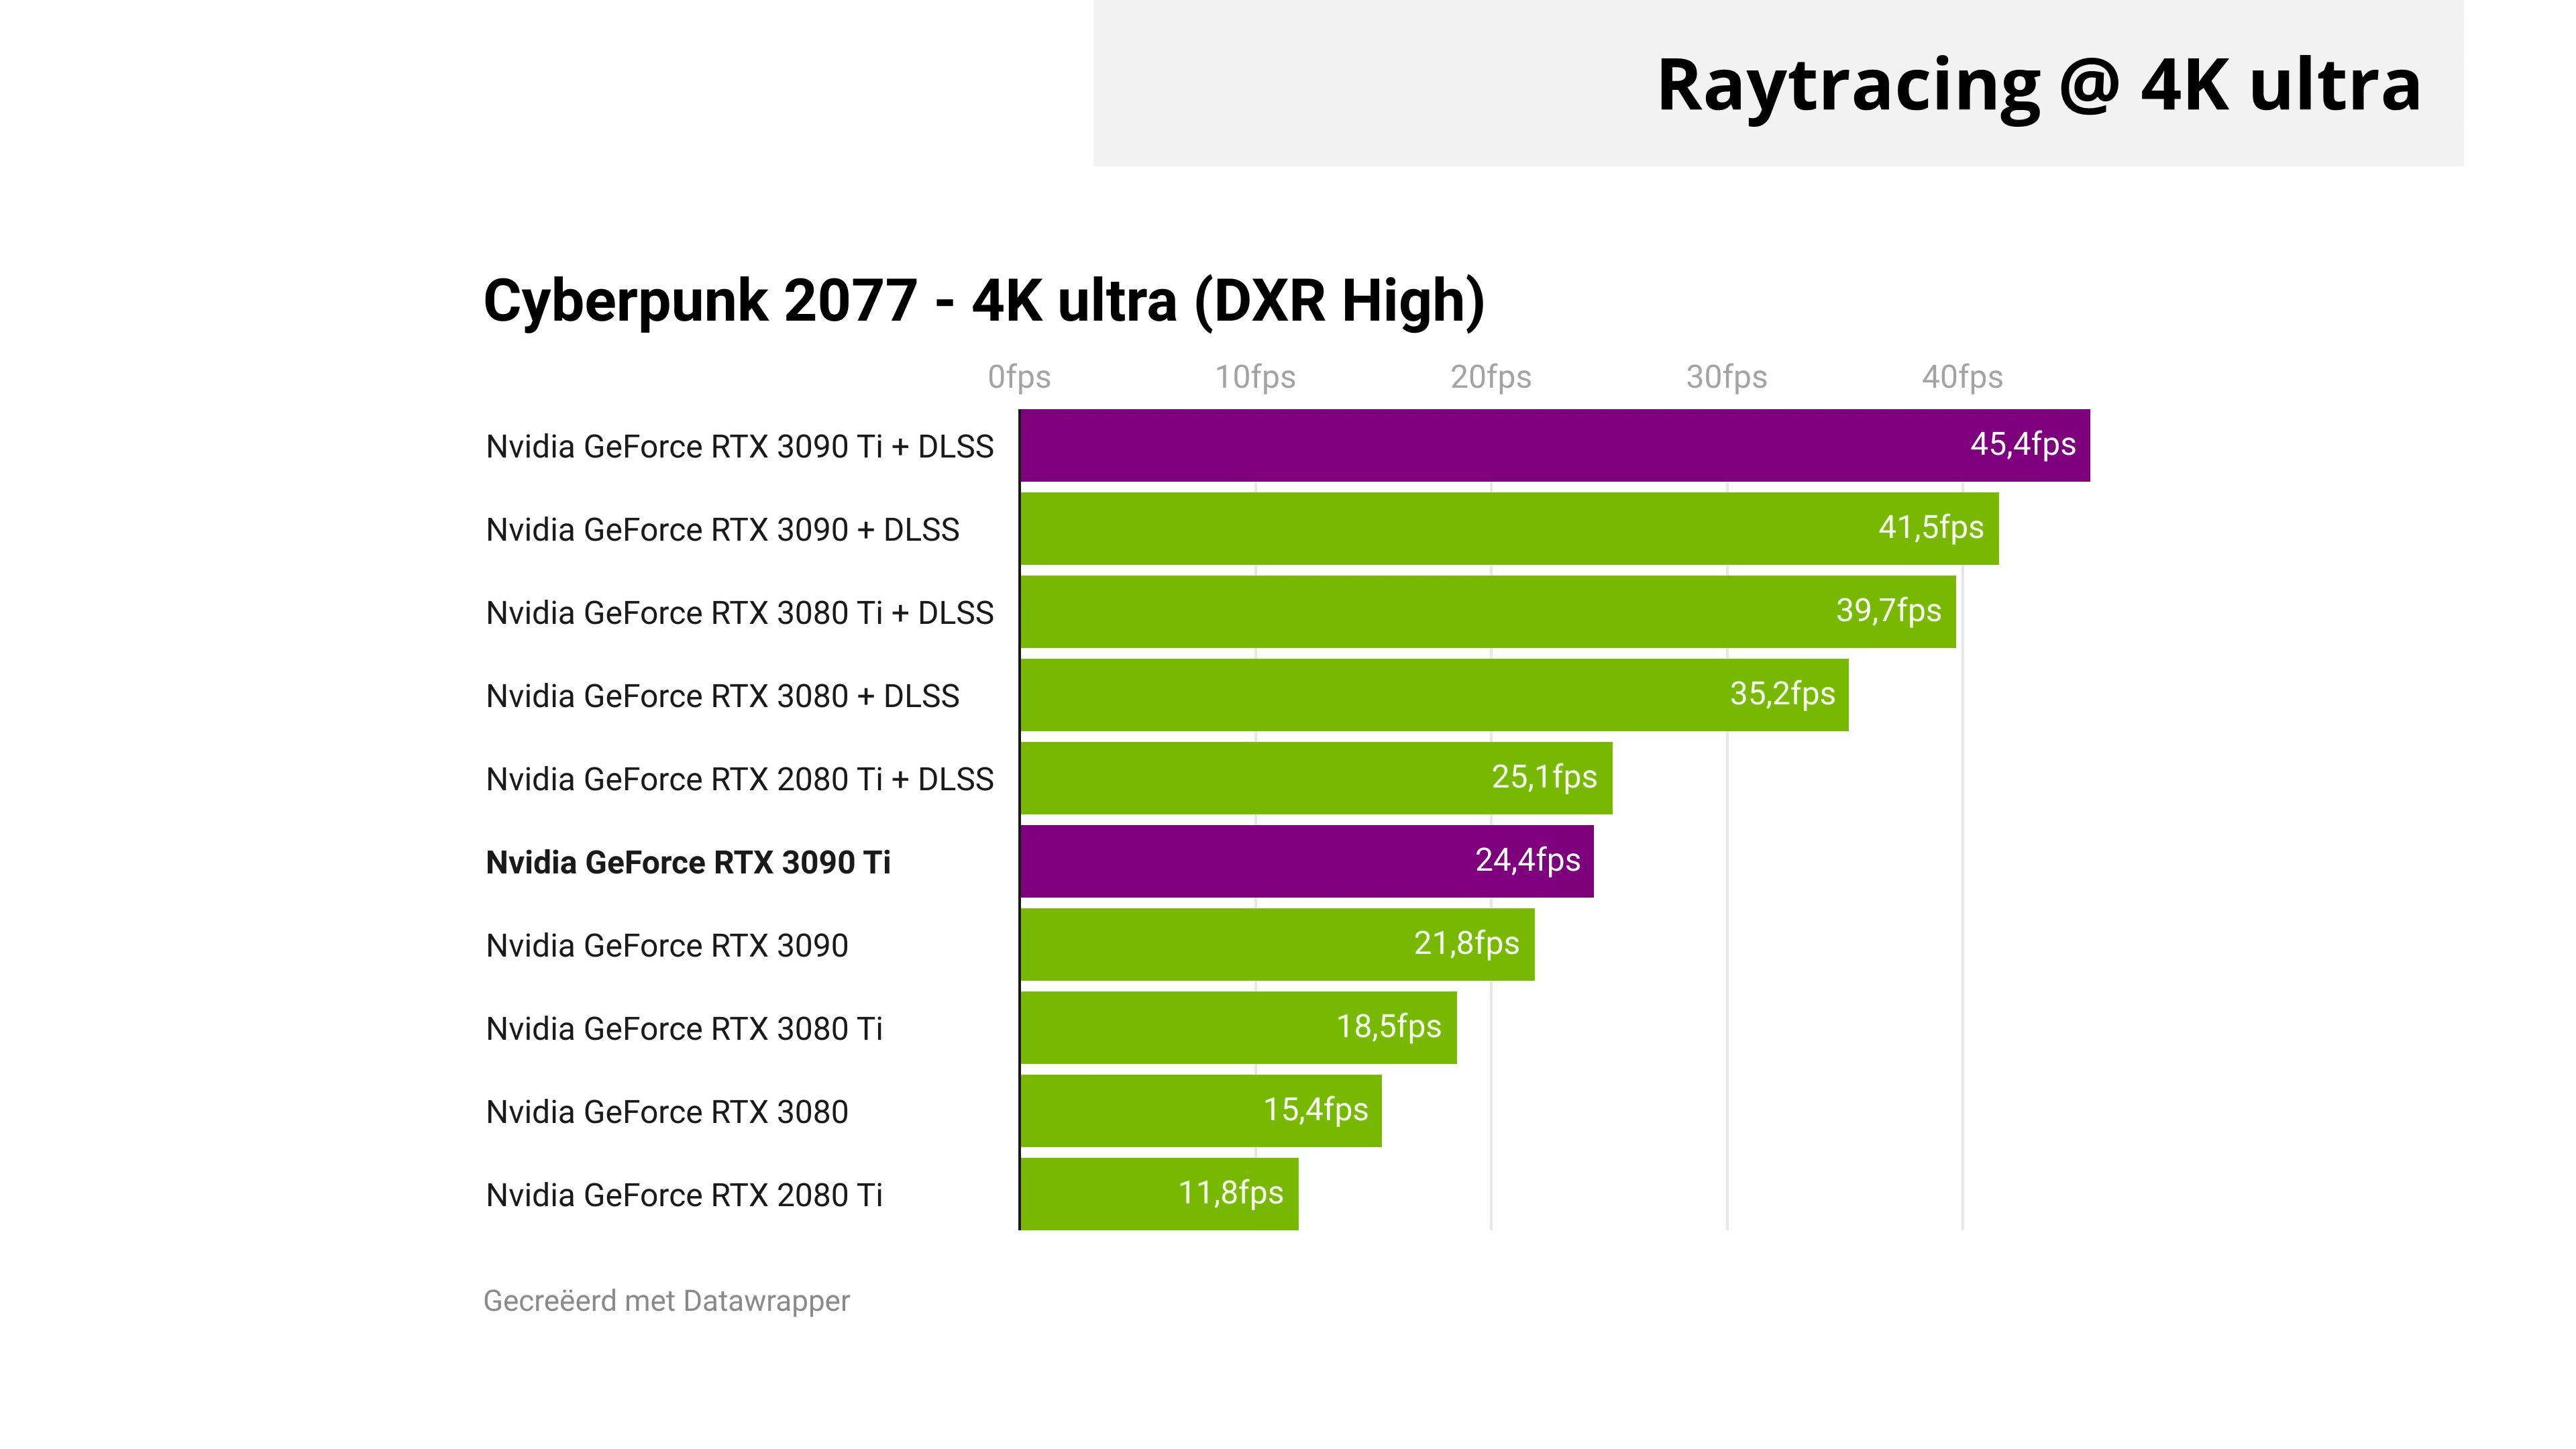 Raytracing @ 4K ultra
Cyberpunk 2077 - 4K ultra (DXR High)
0fps 10fps 20fps 30fps 40fps
Nvidia GeForce RTX 3090 Ti + DLSS 45,4fps
Nvidia GeForce RTX 3090 + DLSS 41,5fps
Nvidia GeForce RTX 3080 Ti + DLSS 39,7fps
Nvidia GeForce RTX 3080 + DLSS 35,2fps
Nvidia GeForce RTX 2080 Ti + DLSS 25,1fps
Nvidia GeForce RTX 3090 Ti 24,4fps
Nvidia GeForce RTX 3090 21,8fps
Nvidia GeForce RTX 3080 Ti 18,5fps
Nvidia GeForce RTX 3080 15,4fps
Nvidia GeForce RTX 2080 Ti 11,8fps
Gecreëerd met Datawrapper